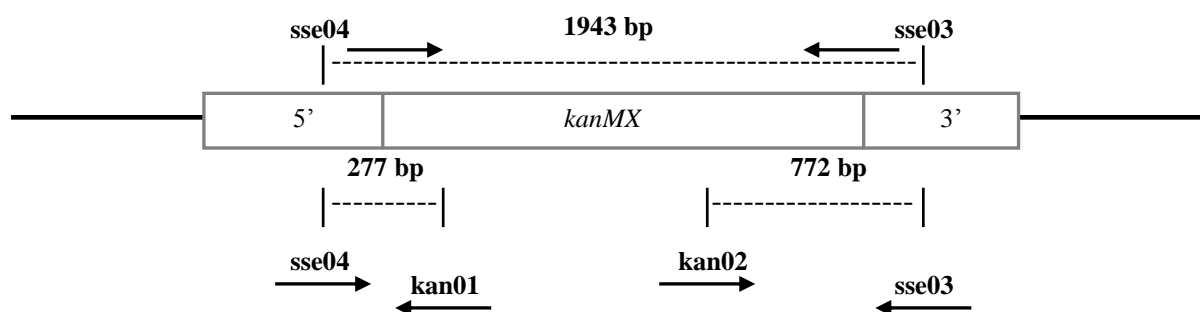 sse04 1943 bp sse03
5’ kanMX 3’
277 bp 772 bp
sse04 kan02
kan01 sse03